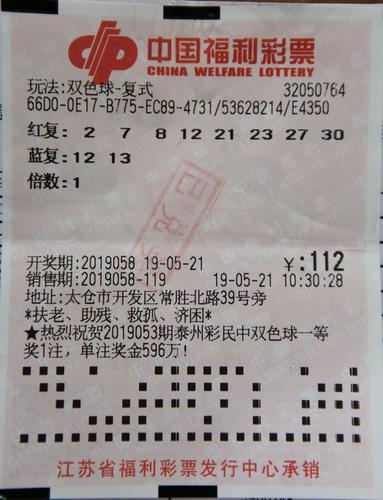 中国福利彩票
CHINA WELFARE LOTTERY
玩法:双色球-复式 32050764
66D0-0E17-B775-EC89-4731/53628214/E4350
红复: 2 7 8 12 21 23 27 30
蓝复: 12 13
倍数:1
已兑
开奖期:2019058 19-05-21 ¥:112
销售期:2019058-119 19-05-21 10:30:28
地址:太仓市开发区常胜北路39号旁
*扶老、助残、救孤、济困*
★热烈祝贺2019053期泰州彩民中双色球一等
奖1注,单注奖金596万!
江苏省福利彩票发行中心承销